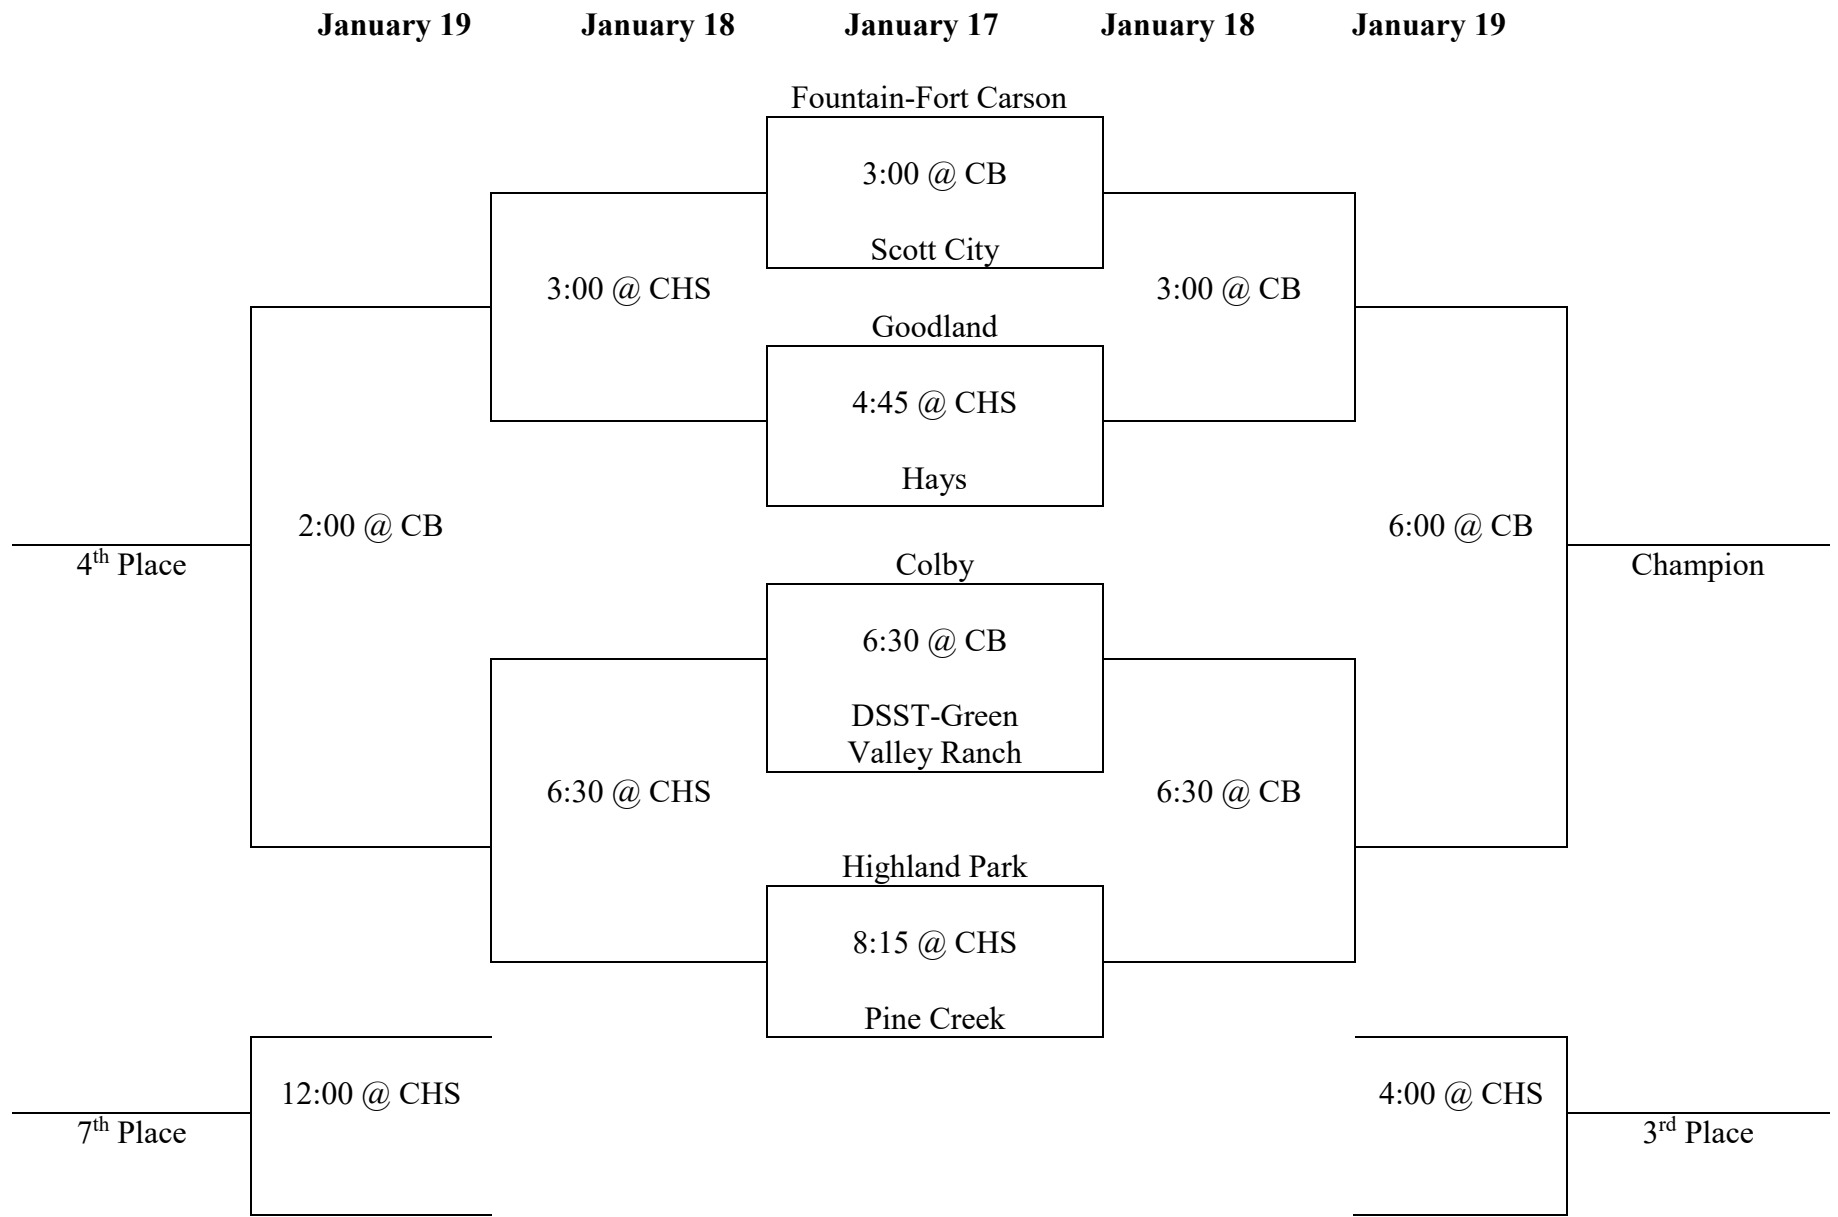 January 19 January 18 January 17 January 18 January 19
Fountain-Fort Carson
3:00 @ CB
Scott City
3:00 @ CHS 3:00 @ CB
Goodland
4:45 @ CHS
Hays
2:00 @ CB 6:00 @ CB
4th Place Colby Champion
6:30 @ CB
DSST-Green
Valley Ranch
6:30 @ CHS 6:30 @ CB
Highland Park
8:15 @ CHS
Pine Creek
12:00 @ CHS 4:00 @ CHS
7th Place 3rd Place